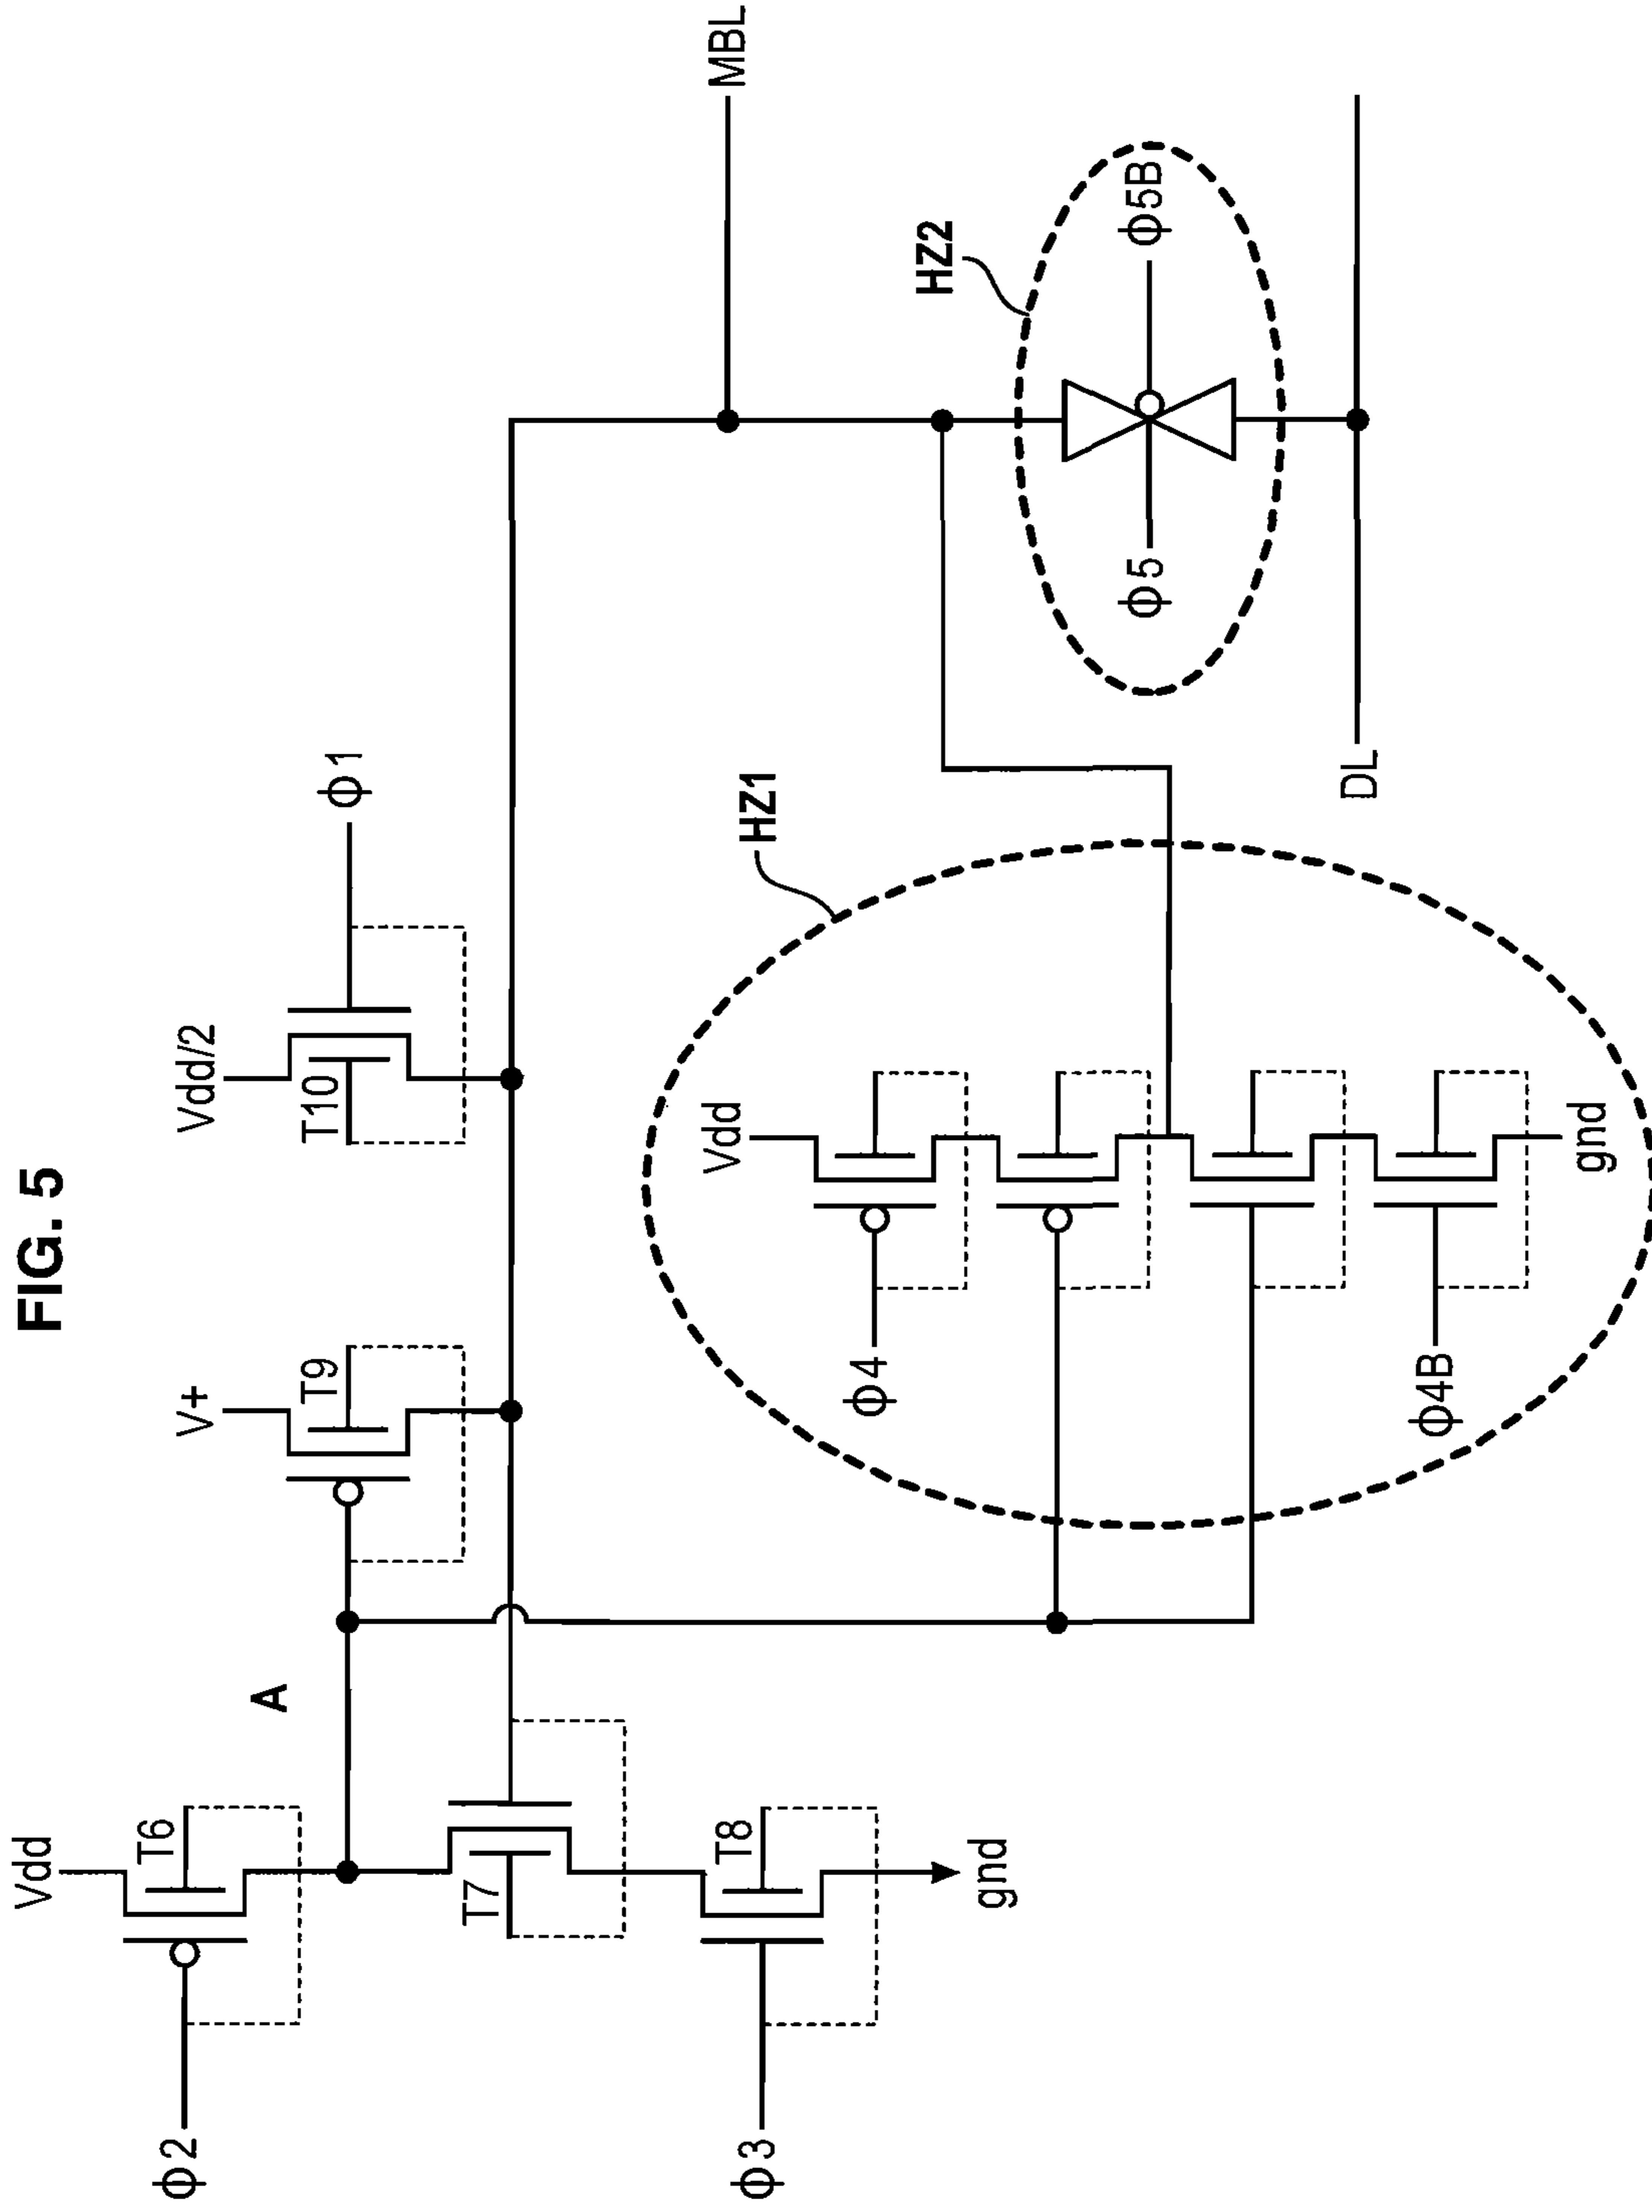 FIG. 5
Vdd
V+
Vdd/2
Φ2
T6
A
T9
T10
Φ1
T7
Φ3
T8
gnd
HZ1
Vdd
Φ4
Φ4B
gnd
MBL
HZ2
Φ5
Φ5B
DL